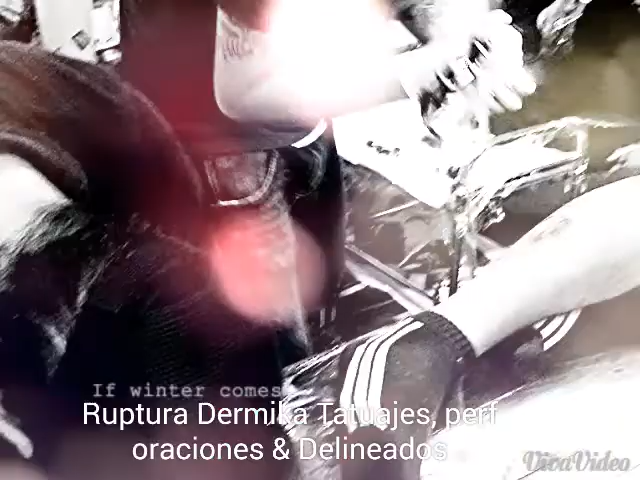 If winter comes
Ruptura Dermika Tatuajes, perf
oraciones & Delineados
VivaVideo